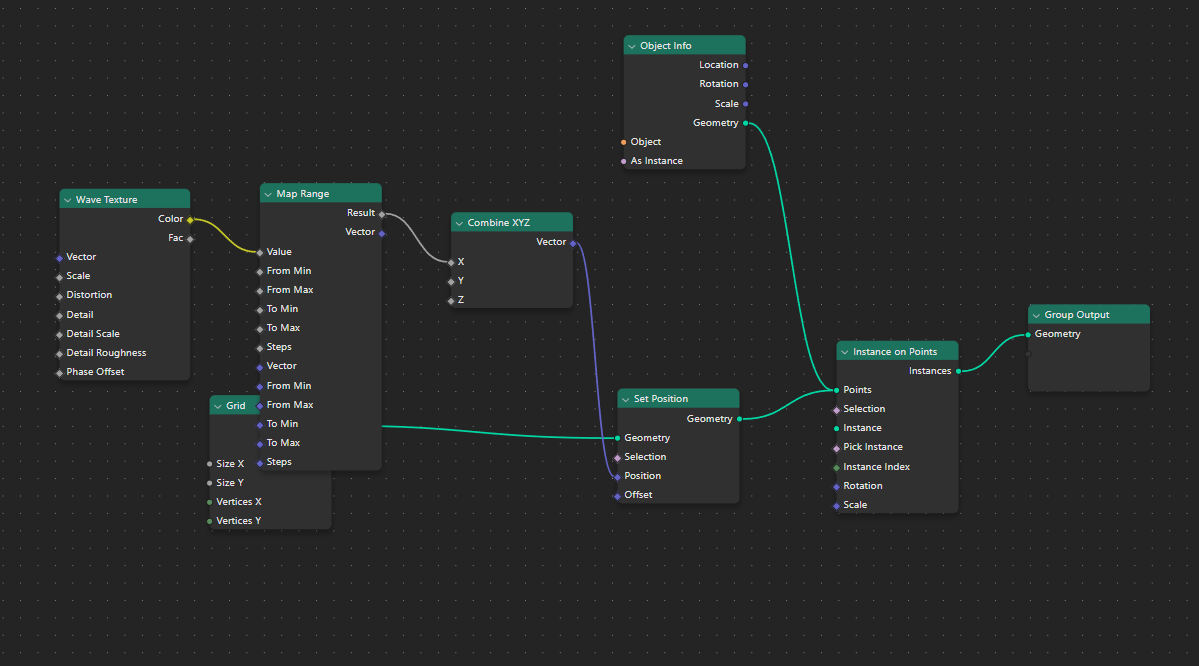 Object Info
Location
Rotation
Scale
Geometry
Object
As Instance
Wave Texture
Color
Fac
Vector
Scale
Distortion
Detail
Detail Scale
Detail Roughness
Phase Offset
Map Range
Result
Vector
Value
From Min
From Max
To Min
To Max
Steps
Vector
From Min
From Max
To Min
To Max
Steps
Grid
Size X
Size Y
Vertices X
Vertices Y
Combine XYZ
Vector
X
Y
Z
Set Position
Geometry
Geometry
Selection
Position
Offset
Instance on Points
Instances
Points
Selection
Instance
Pick Instance
Instance Index
Rotation
Scale
Group Output
Geometry